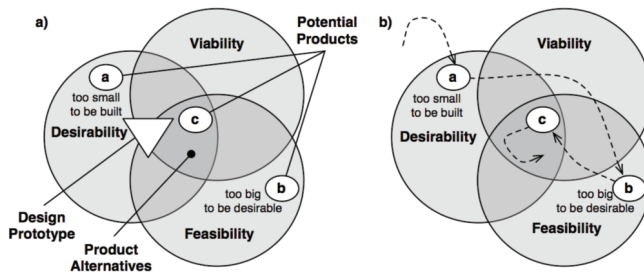 a)
Potential
Products
Viability
a
too small
to be built
Desirability
c
b
too big
to be desirable
Feasibility
Design
Prototype
Product
Alternatives
b)
Viability
a
too small
to be built
Desirability
c
b
too big
to be desirable
Feasibility